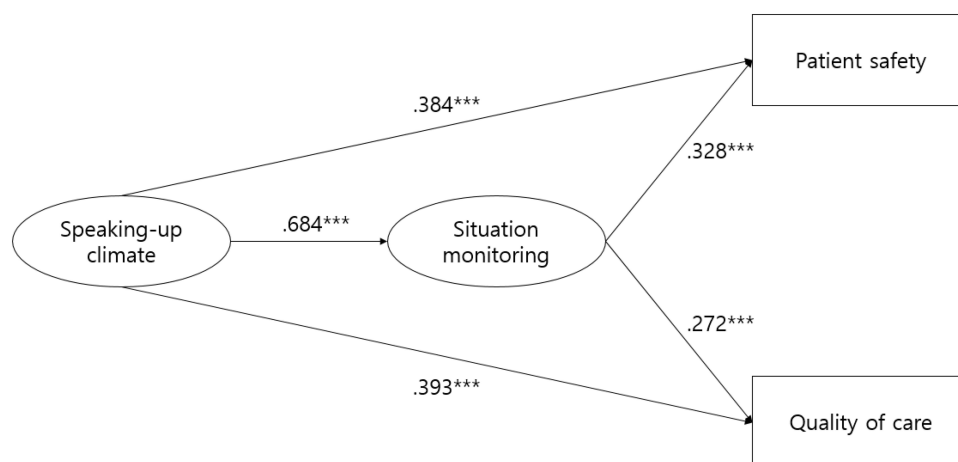 Patient safety
.384***
.328***
Speaking-up
climate
.684***
Situation
monitoring
.272***
.393***
Quality of care